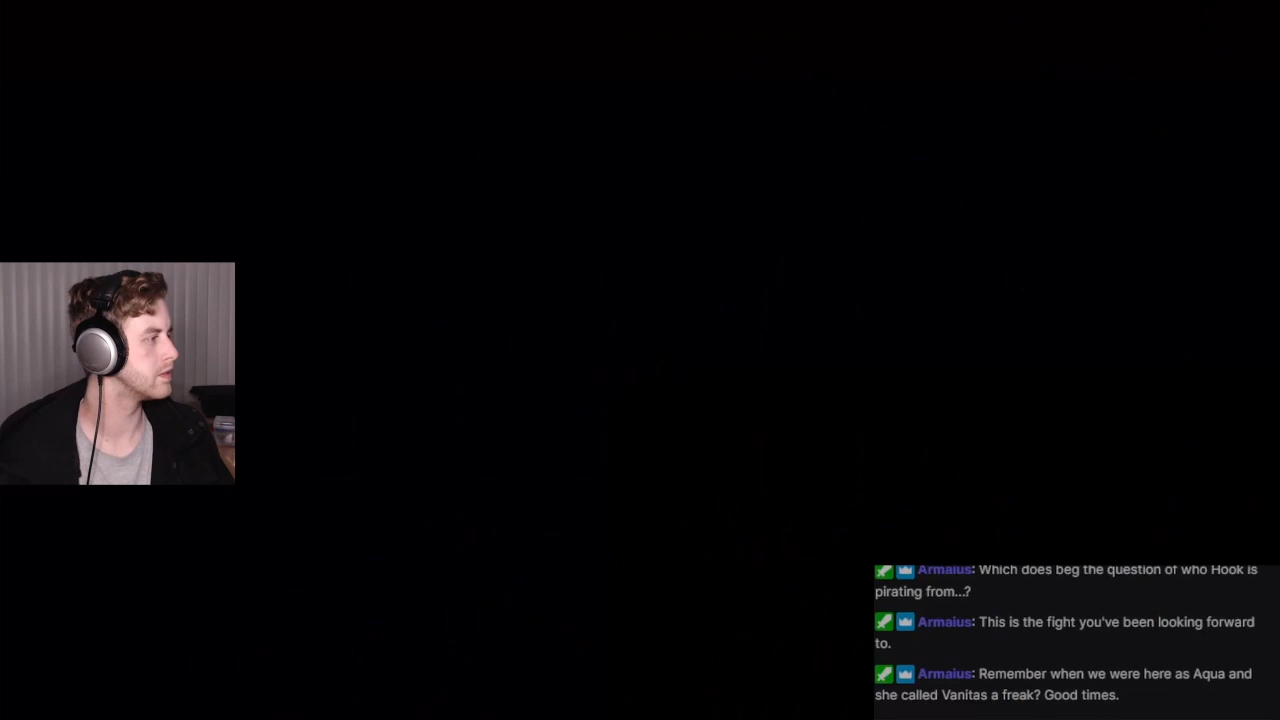 Armaius: Which does beg the question of who Hook is
pirating from...?
Armaius: This is the fight you've been looking forward
to.
Armaius: Remember when we were here as Aqua and
she called Vanitas a freak? Good times.